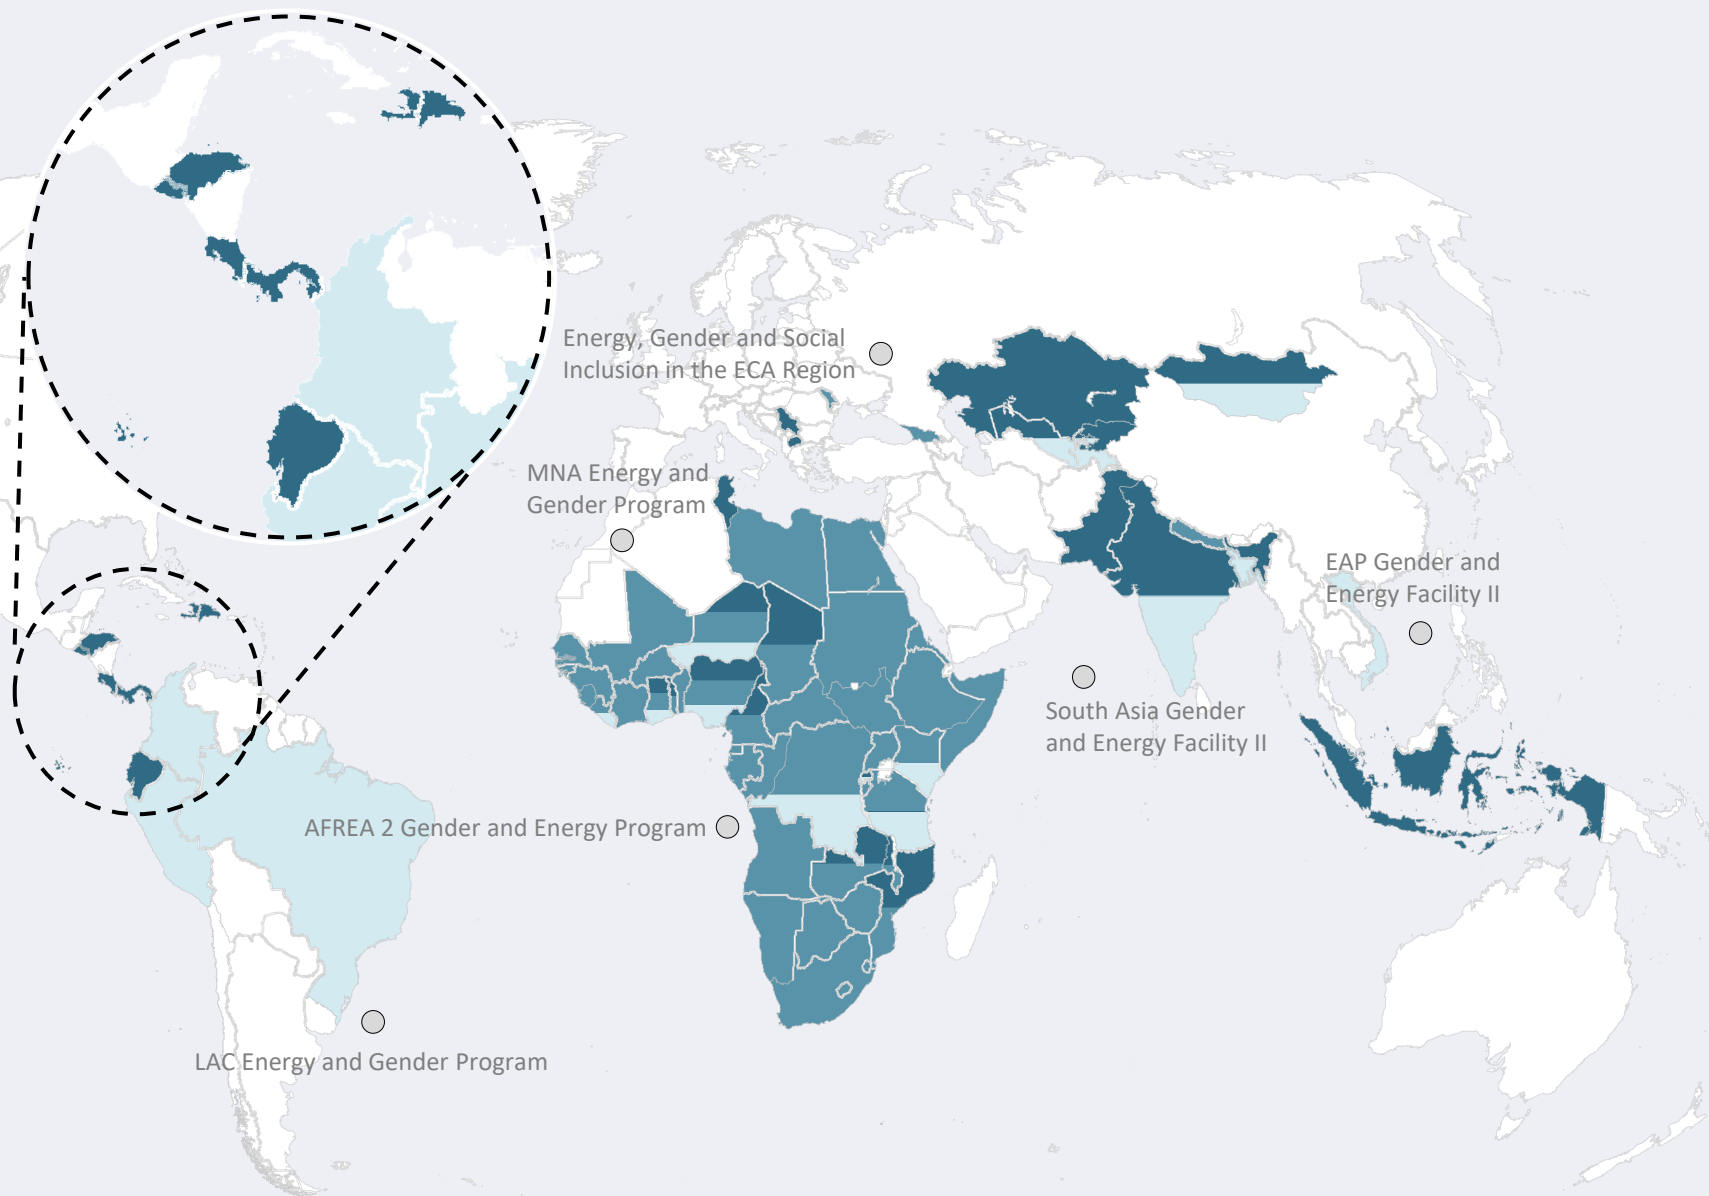 Energy, Gender and Social
Inclusion in the ECA Region
MNA Energy and
Gender Program
EAP Gender and
Energy Facility II
South Asia Gender
and Energy Facility II
AFREA 2 Gender and Energy Program
LAC Energy and Gender Program